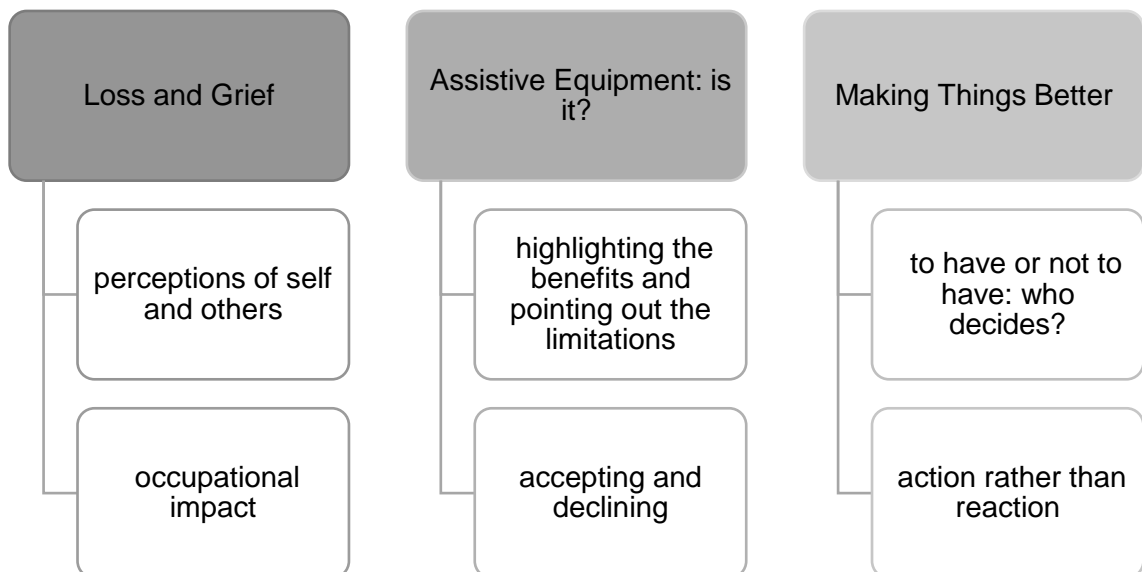 Loss and Grief
perceptions of self
and others
occupational
impact
Assistive Equipment: is
it?
highlighting the
benefits and
pointing out the
limitations
accepting and
declining
Making Things Better
to have or not to
have: who
decides?
action rather than
reaction